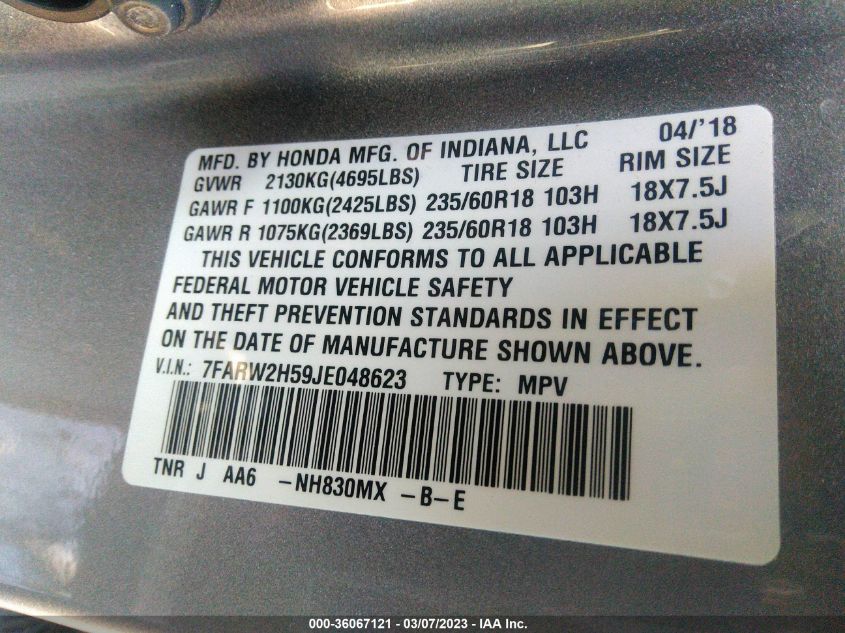 MFD. BY HONDA MFG. OF INDIANA, LLC 04/'18
GVWR 2130KG(4695LBS) TIRE SIZE RIM SIZE
GAWR F 1100KG(2425LBS) 235/60R18 103H 18X7.5J
GAWR R 1075KG(2369LBS) 235/60R18 103H 18X7.5J
THIS VEHICLE CONFORMS TO ALL APPLICABLE
FEDERAL MOTOR VEHICLE SAFETY
AND THEFT PREVENTION STANDARDS IN EFFECT
ON THE DATE OF MANUFACTURE SHOWN ABOVE.
V.I.N.: 7FARW2H59JE048623 TYPE: MPV
TNR J AA6 -NH830MX -B-E
000-36067121 - 03/07/2023 - IAA Inc.